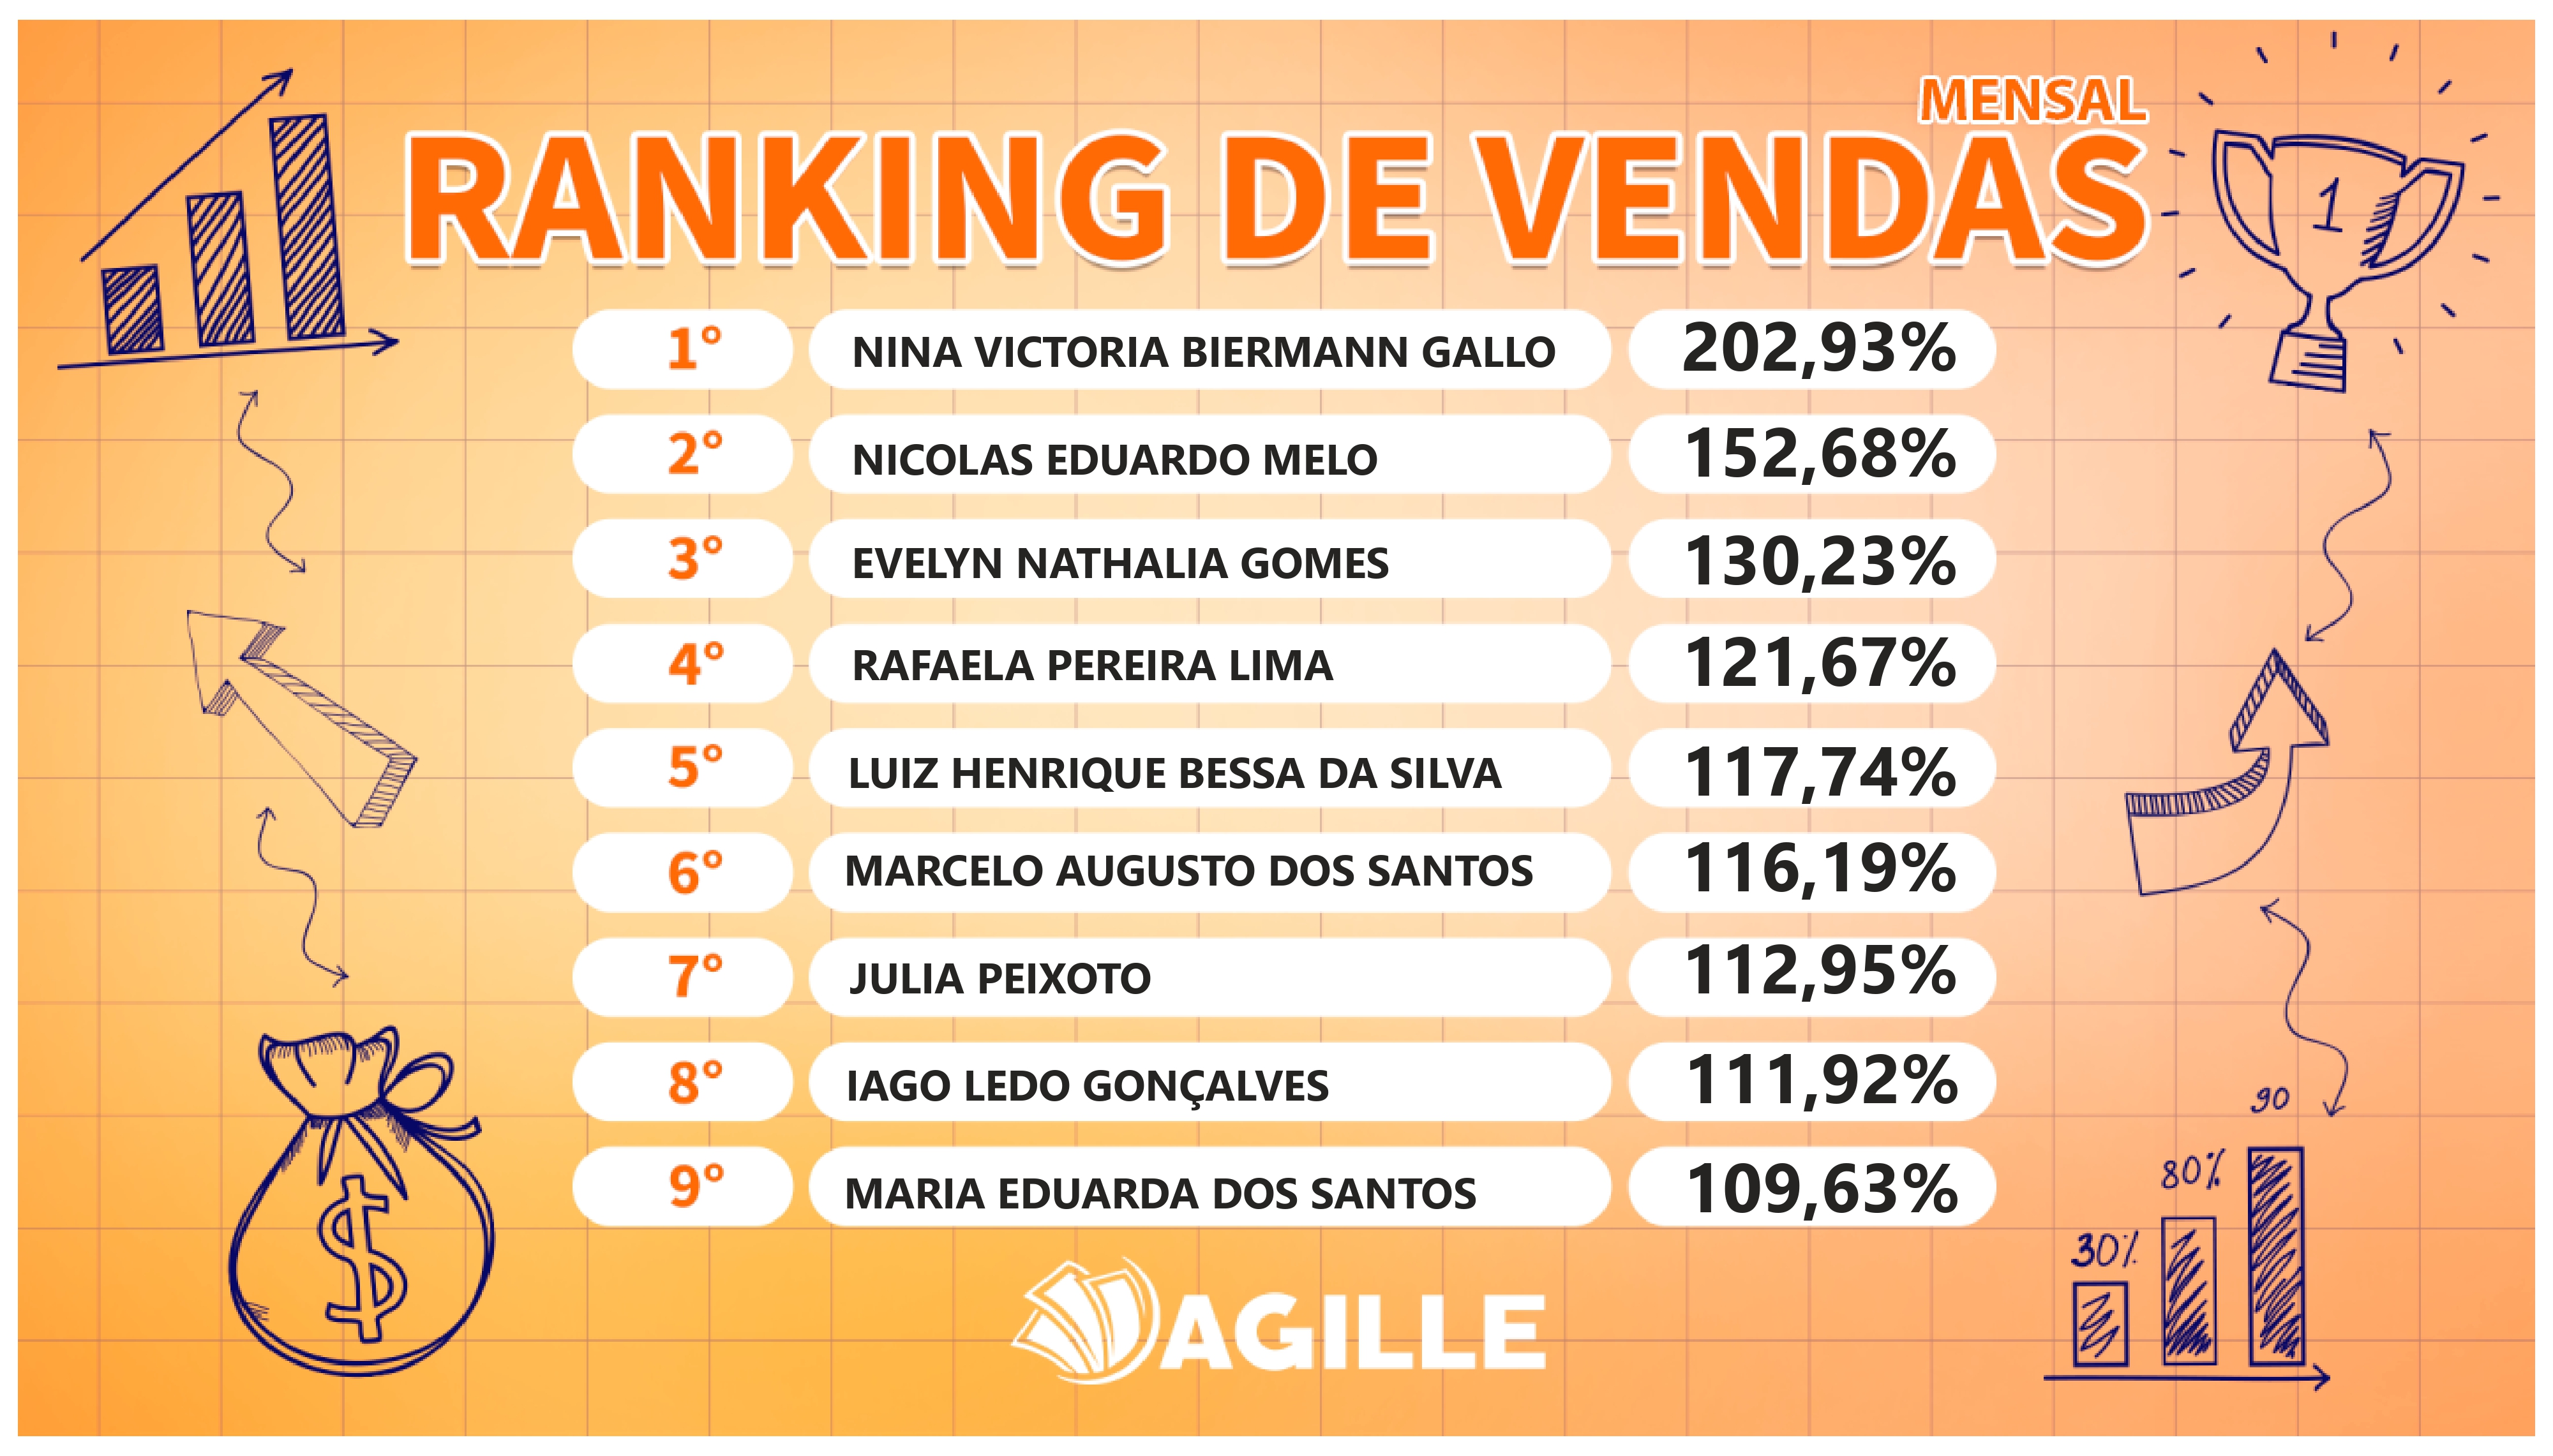 MENSAL
RANKING DE VENDAS
1
1° NINA VICTORIA BIERMANN GALLO 202,93%
2° NICOLAS EDUARDO MELO 152,68%
3° EVELYN NATHALIA GOMES 130,23%
4° RAFAELA PEREIRA LIMA 121,67%
5° LUIZ HENRIQUE BESSA DA SILVA 117,74%
6° MARCELO AUGUSTO DOS SANTOS 116,19%
7° JULIA PEIXOTO 112,95%
8° IAGO LEDO GONÇALVES 111,92%
9° MARIA EDUARDA DOS SANTOS 109,63%
90
80%
30%
$
AGILLE